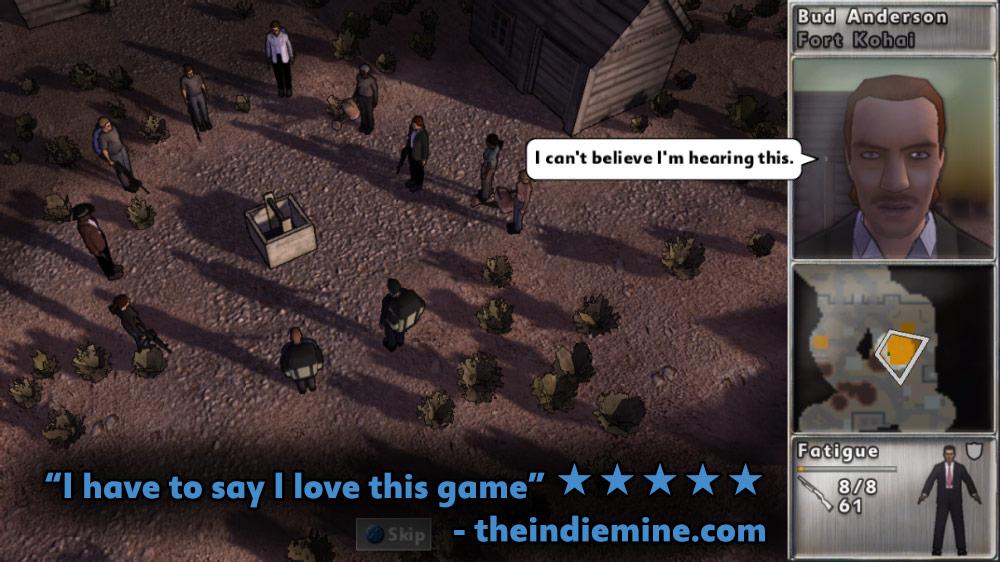 Bud Anderson
Fort Kohai
I can't believe I'm hearing this.
Fatigue
8/8
61
“I have to say I love this game” ★★★★★
Skip
- theindiemine.com